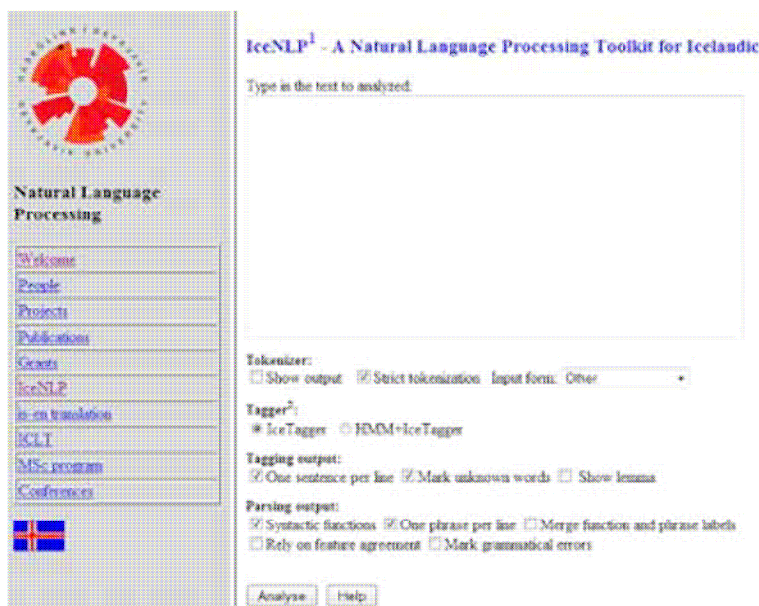 IceNLP1 - A Natural Language Processing Toolkit for Icelandic
Type in the text to analyzed:
Natural Language
Processing
Welcome
People
Projects
Publications
Grants
IceNLP
is-en translation
ICLT
MSc program
Conferences
Tokenizer:
Show output Strict tokenization Input form: Other
Tagger2:
IceTagger HMM+IceTagger
Tagging output:
One sentence per line Mark unknown words Show lemma
Parsing output:
Syntactic functions One phrase per line Merge function and phrase labels
Rely on feature agreement Mark grammatical errors
Analyse Help